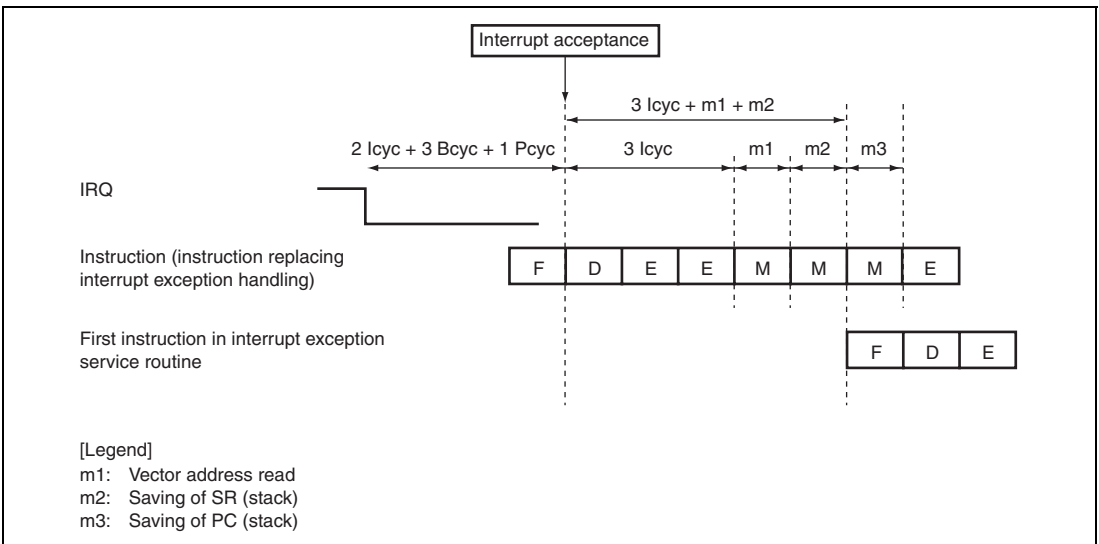 Interrupt acceptance
3 Icyc + m1 + m2
2 Icyc + 3 Bcyc + 1 Pcyc
3 Icyc
m1
m2
m3
IRQ
Instruction (instruction replacing
interrupt exception handling)
F D E E M M M E
First instruction in interrupt exception
service routine
F D E
[Legend]
m1: Vector address read
m2: Saving of SR (stack)
m3: Saving of PC (stack)